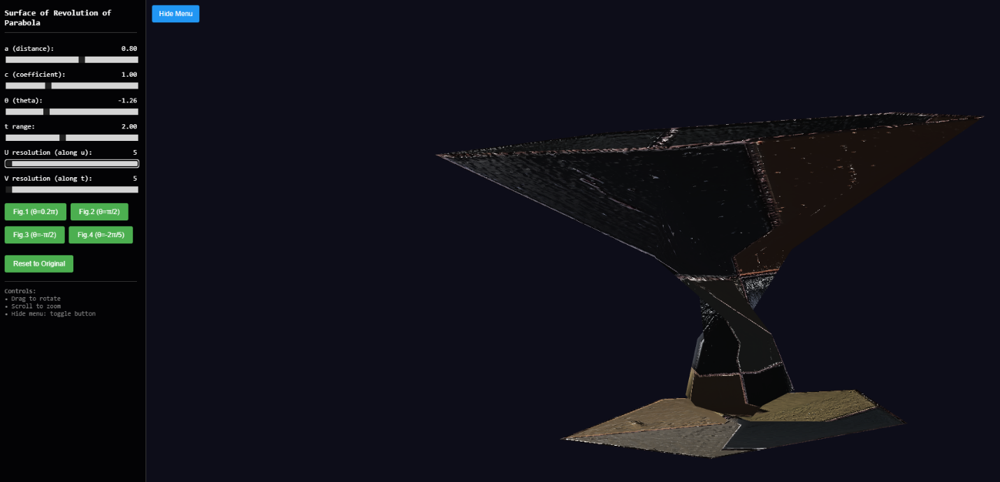 Surface of Revolution of
Parabola
Hide Menu
a (distance): 0.80
c (coefficient): 1.00
θ (theta): -1.26
t range: 2.00
U resolution (along u): 5
V resolution (along t): 5
Fig.1 (θ=0.2π) Fig.2 (θ=π/2)
Fig.3 (θ=-π/2) Fig.4 (θ=-2π/5)
Reset to Original
Controls:
• Drag to rotate
• Scroll to zoom
• Hide menu: toggle button